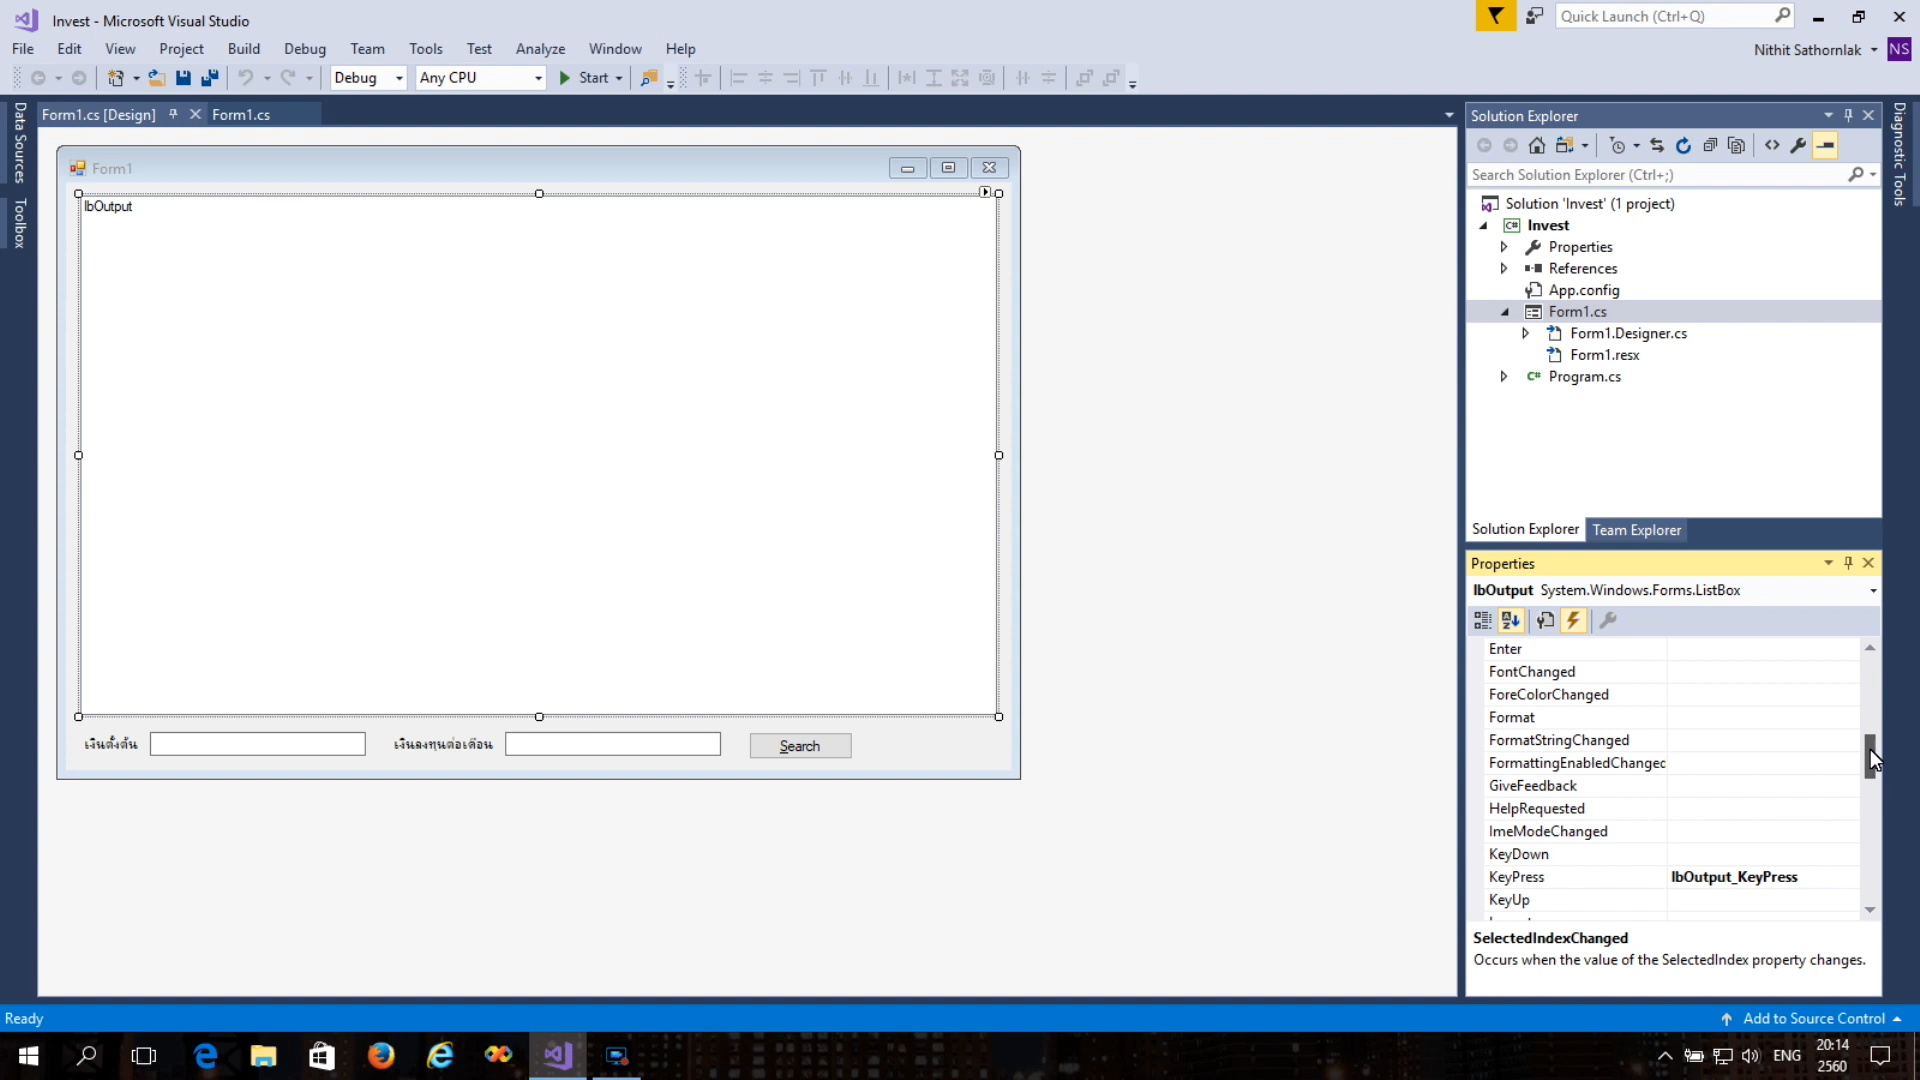 Invest - Microsoft Visual Studio
Quick Launch (Ctrl+Q)
File Edit View Project Build Debug Team Tools Test Analyze Window Help
Nithit Sathornlak NS
Debug Any CPU Start
Data Sources
Toolbox
Form1.cs [Design] Form1.cs
Form1
lbOutput
เงินตั้งต้น
เงินลงทุนต่อเดือน
Search
Solution Explorer
Search Solution Explorer (Ctrl+;)
Solution 'Invest' (1 project)
C# Invest
Properties
References
App.config
Form1.cs
Form1.Designer.cs
Form1.resx
C# Program.cs
Solution Explorer Team Explorer
Diagnostic Tools
Properties
lbOutput System.Windows.Forms.ListBox
Enter
FontChanged
ForeColorChanged
Format
FormatStringChanged
FormattingEnabledChanged
GiveFeedback
HelpRequested
ImeModeChanged
KeyDown
KeyPress lbOutput_KeyPress
KeyUp
SelectedIndexChanged
Occurs when the value of the SelectedIndex property changes.
Ready
Add to Source Control
ENG
20:14
2560